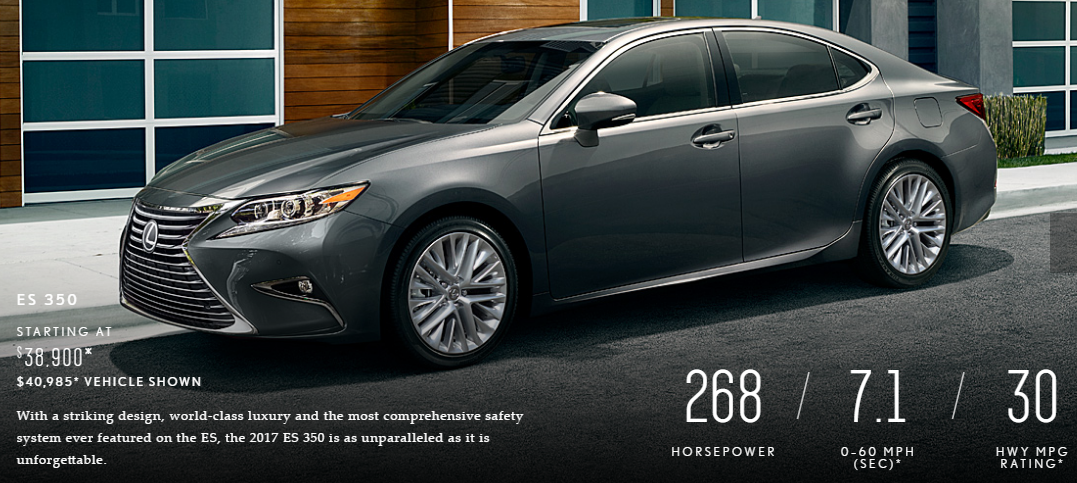 ES 350
STARTING AT
$38,900*
$40,985* VEHICLE SHOWN
With a striking design, world-class luxury and the most comprehensive safety
system ever featured on the ES, the 2017 ES 350 is as unparalleled as it is
unforgettable.
268 / 7.1 / 30
HORSEPOWER 0-60 MPH HWY MPG
(SEC)* RATING*